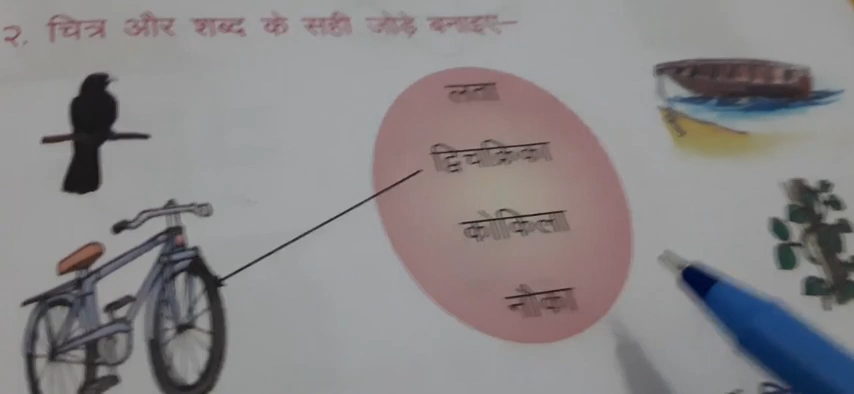 २. चित्र और शब्द के सही जोड़े बनाइए—
लता
द्विचक्रिका
कोकिला
नौका